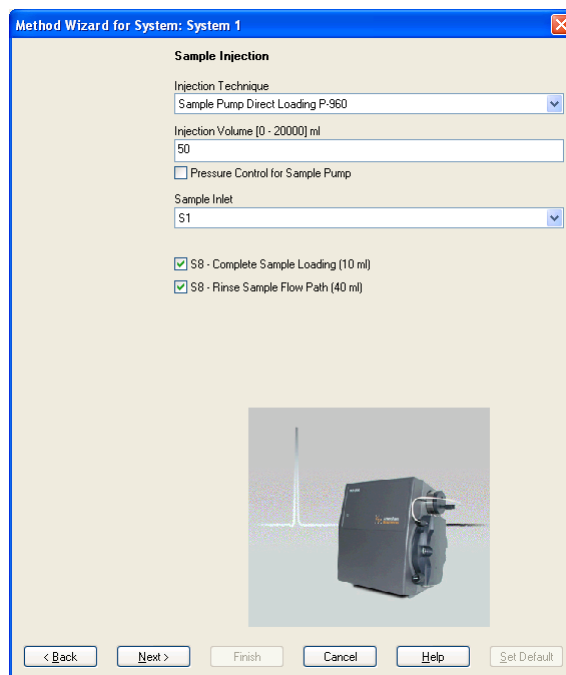 Method Wizard for System: System 1
Sample Injection
Injection Technique
Sample Pump Direct Loading P-960
Injection Volume [0 - 20000] ml
50
Pressure Control for Sample Pump
Sample Inlet
S1
S8 - Complete Sample Loading (10 ml)
S8 - Rinse Sample Flow Path (40 ml)
< Back
Next >
Finish
Cancel
Help
Set Default